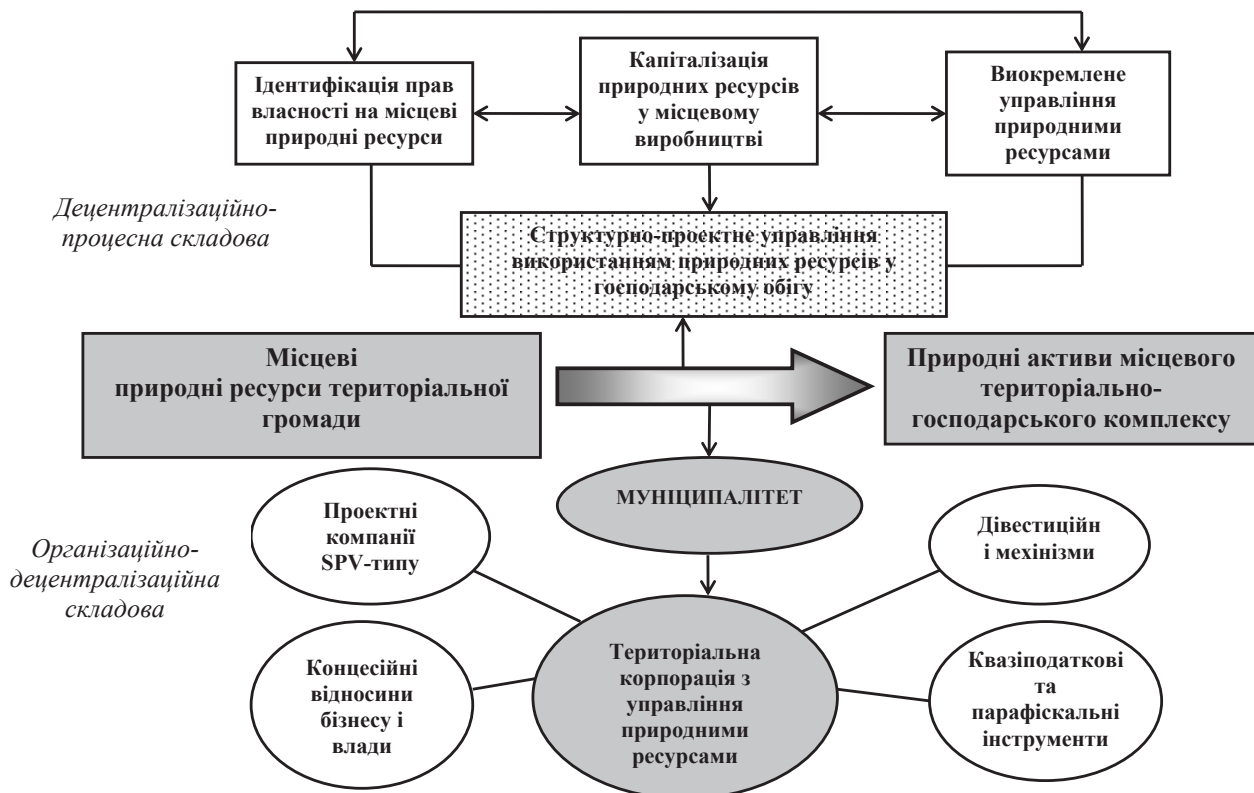 Ідентифікація прав
власності на місцеві
природні ресурси
Капіталізація
природних ресурсів
у місцевому
виробництві
Виокремлене
управління
природними
ресурсами
Децентралізаційно-
процесна складова
Структурно-проектне управління
використанням природних ресурсів у
господарському обігу
Місцеві
природні ресурси територіальної
громади
Природні активи місцевого
територіально-
господарського комплексу
МУНІЦИПАЛІТЕТ
Проектні
компанії
SPV-типу
Дівестиційн
і мехінізми
Організаційно-
децентралізаційна
складова
Територіальна
корпорація з
управління
природними
ресурсами
Концесійні
відносини
бізнесу і
влади
Квазіподаткові
та
парафіскальні
інструменти